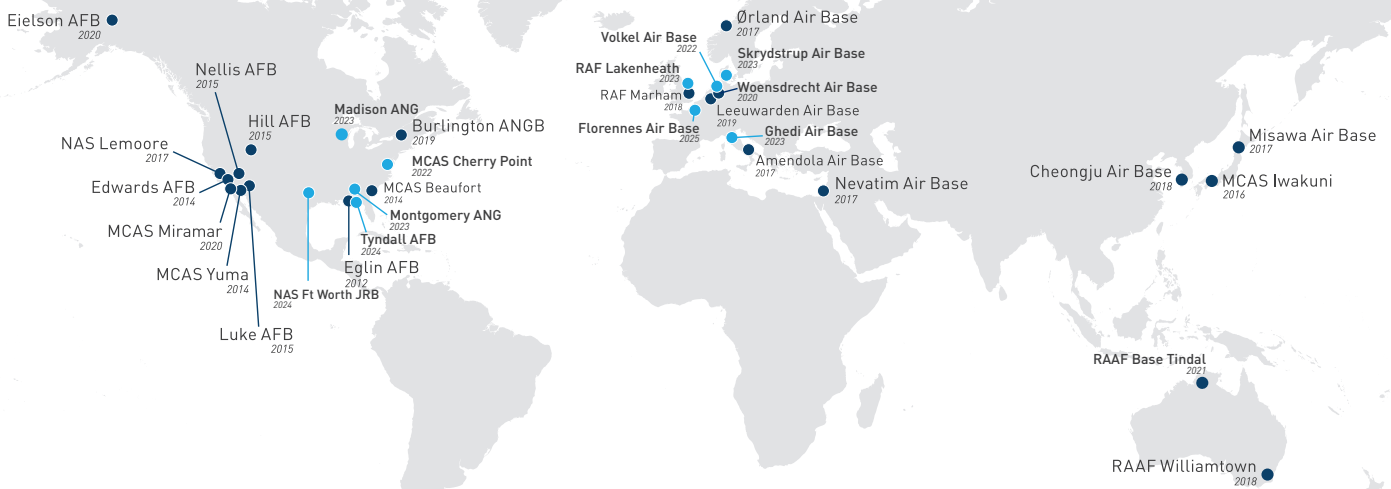 Eielson AFB
2020
Nellis AFB
2015
Hill AFB
2015
Madison ANG
2023
Burlington ANGB
2019
NAS Lemoore
2017
MCAS Cherry Point
2022
Edwards AFB
2014
MCAS Beaufort
2014
Montgomery ANG
2023
MCAS Miramar
2020
Tyndall AFB
2024
MCAS Yuma
2014
Eglin AFB
2012
NAS Ft Worth JRB
2024
Luke AFB
2015
Ørland Air Base
2017
Volkel Air Base
2022
Skrydstrup Air Base
2023
RAF Lakenheath
2023
RAF Marham
2018
Woensdrecht Air Base
2020
Leeuwarden Air Base
2019
Florennes Air Base
2025
Ghedi Air Base
2023
Amendola Air Base
2017
Nevatim Air Base
2017
Misawa Air Base
2017
Cheongju Air Base
2018
MCAS Iwakuni
2016
RAAF Base Tindal
2021
RAAF Williamtown
2018